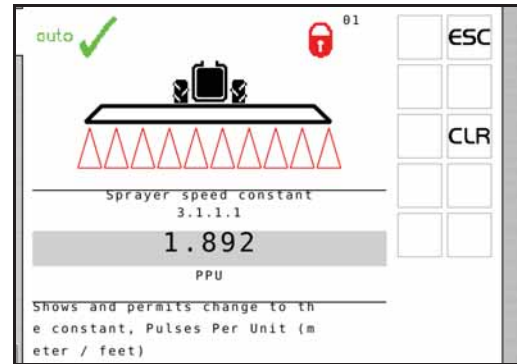 auto
01
ESC
CLR
Sprayer speed constant
3.1.1.1
1.892
PPU
Shows and permits change to th
e constant, Pulses Per Unit (m
eter / feet)